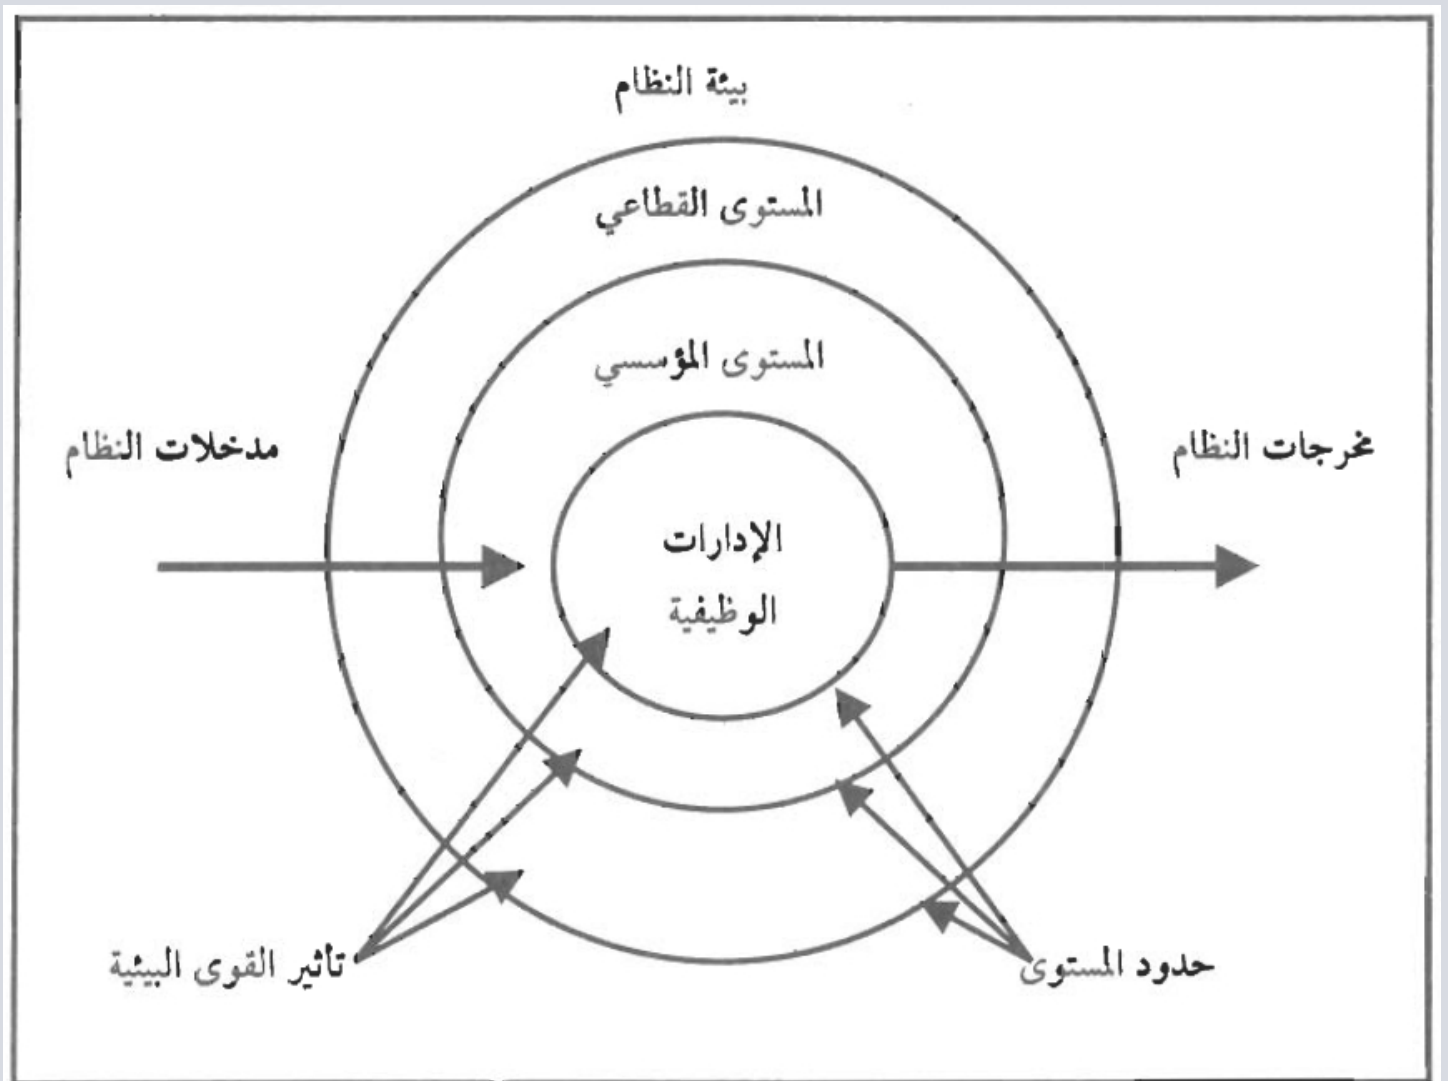 بيئة النظام
المستوى القطاعي
المستوى المؤسسي
مخرجات النظام
مدخلات النظام
الإدارات
الوظيفية
حدود المستوى
تأثير القوى البيئية